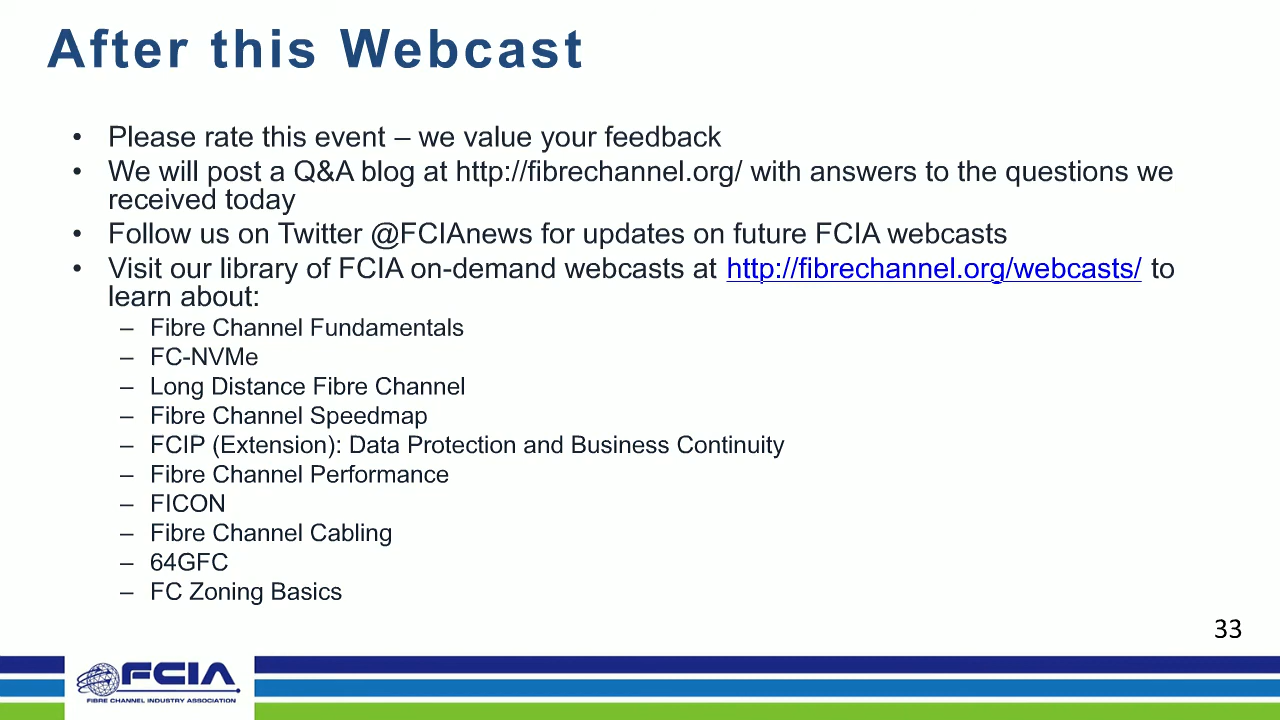 After this Webcast
• Please rate this event – we value your feedback
• We will post a Q&A blog at http://fibrechannel.org/ with answers to the questions we
received today
• Follow us on Twitter @FCIAnews for updates on future FCIA webcasts
• Visit our library of FCIA on-demand webcasts at http://fibrechannel.org/webcasts/ to
learn about:
– Fibre Channel Fundamentals
– FC-NVMe
– Long Distance Fibre Channel
– Fibre Channel Speedmap
– FCIP (Extension): Data Protection and Business Continuity
– Fibre Channel Performance
– FICON
– Fibre Channel Cabling
– 64GFC
– FC Zoning Basics
33
FCIA
FIBRE CHANNEL INDUSTRY ASSOCIATION